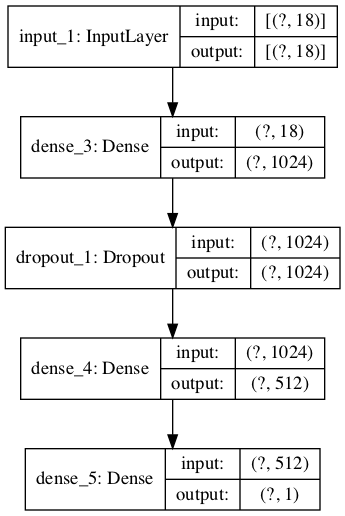 input_1: InputLayer
input: [(?, 18)]
output: [(?, 18)]
dense_3: Dense
input: (?, 18)
output: (?, 1024)
dropout_1: Dropout
input: (?, 1024)
output: (?, 1024)
dense_4: Dense
input: (?, 1024)
output: (?, 512)
dense_5: Dense
input: (?, 512)
output: (?, 1)